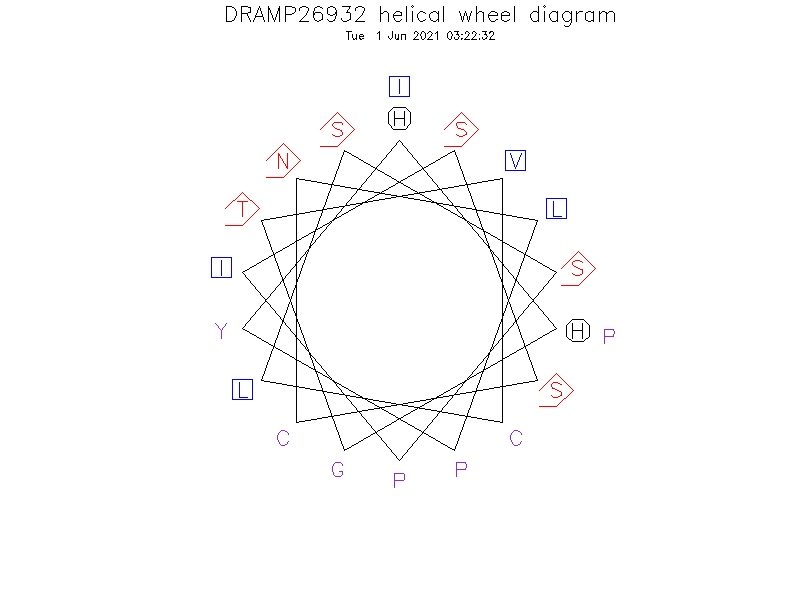 DRAMP26932 helical wheel diagram
Tue 1 Jun 2021 03:22:32
I
H
S S
N V
T L
I S
Y H P
L S
C C
G P
P